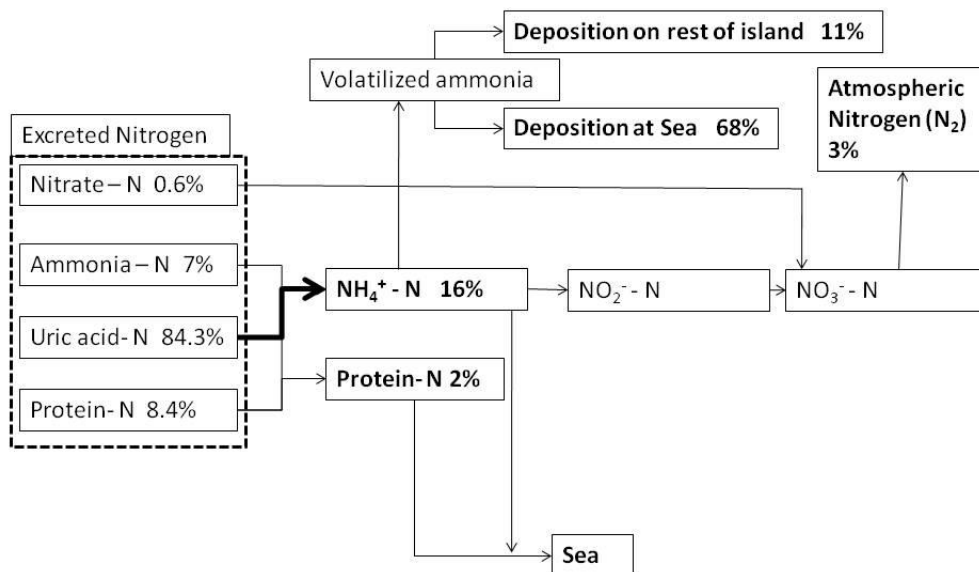 Deposition on rest of island 11%
Volatilized ammonia
Deposition at Sea 68%
Atmospheric
Nitrogen (N₂)
3%
Excreted Nitrogen
Nitrate – N 0.6%
Ammonia – N 7%
Uric acid- N 84.3%
Protein- N 8.4%
NH₄⁺ - N 16%
NO₂⁻ - N
NO₃⁻ - N
Protein- N 2%
Sea